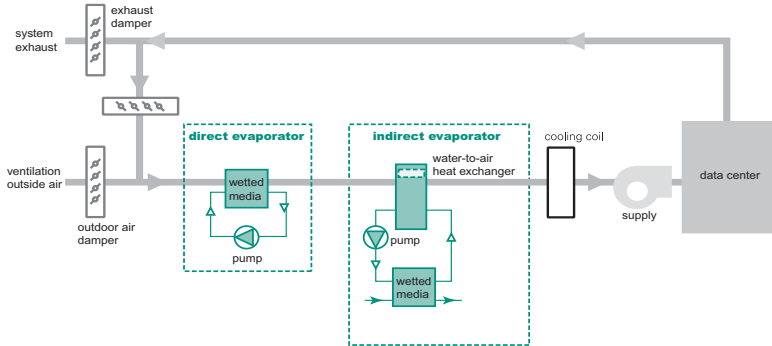 exhaust
damper
system
exhaust
direct evaporator
indirect evaporator
cooling coil
water-to-air
heat exchanger
ventilation
outside air
wetted
media
data center
supply
outdoor air
damper
pump
pump
wetted
media